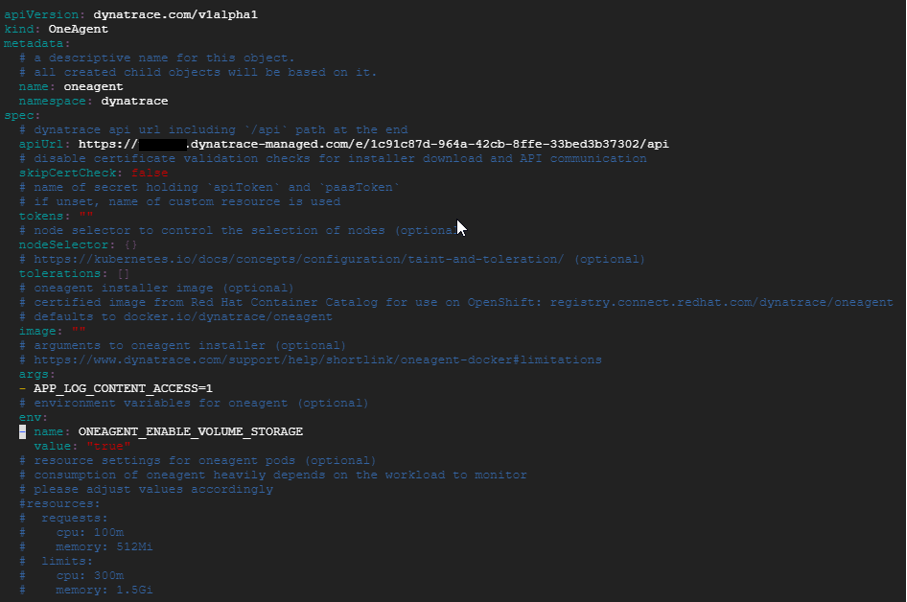 apiVersion: dynatrace.com/v1alpha1
kind: OneAgent
metadata:
  # a descriptive name for this object.
  # all created child objects will be based on it.
  name: oneagent
  namespace: dynatrace
spec:
  # dynatrace api url including `/api` path at the end
  apiUrl: https://.dynatrace-managed.com/e/1c91c87d-964a-42cb-8ffe-33bed3b37302/api
  # disable certificate validation checks for installer download and API communication
  skipCertCheck: false
  # name of secret holding `apiToken` and `paasToken`
  # if unset, name of custom resource is used
  tokens: ""
  # node selector to control the selection of nodes (optional
  nodeSelector: {}
  # https://kubernetes.io/docs/concepts/configuration/taint-and-toleration/ (optional)
  tolerations: []
  # oneagent installer image (optional)
  # certified image from Red Hat Container Catalog for use on OpenShift: registry.connect.redhat.com/dynatrace/oneagent
  # defaults to docker.io/dynatrace/oneagent
  image: ""
  # arguments to oneagent installer (optional)
  # https://www.dynatrace.com/support/help/shortlink/oneagent-docker#limitations
  args:
  - APP_LOG_CONTENT_ACCESS=1
  # environment variables for oneagent (optional)
  env:
  - name: ONEAGENT_ENABLE_VOLUME_STORAGE
    value: "true"
  # resource settings for oneagent pods (optional)
  # consumption of oneagent heavily depends on the workload to monitor
  # please adjust values accordingly
  #resources:
  #  requests:
  #    cpu: 100m
  #    memory: 512Mi
  #  limits:
  #    cpu: 300m
  #    memory: 1.5Gi